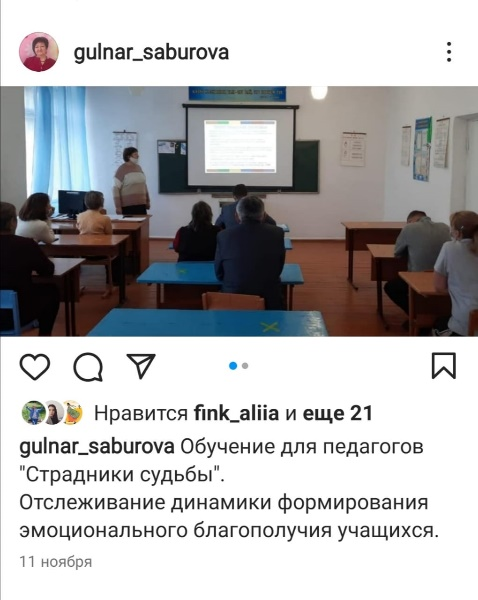 gulnar_saburova
Нравится fink_aliia и еще 21
gulnar_saburova Обучение для педагогов
"Страдники судьбы".
Отслеживание динамики формирования
эмоционального благополучия учащихся.
11 ноября